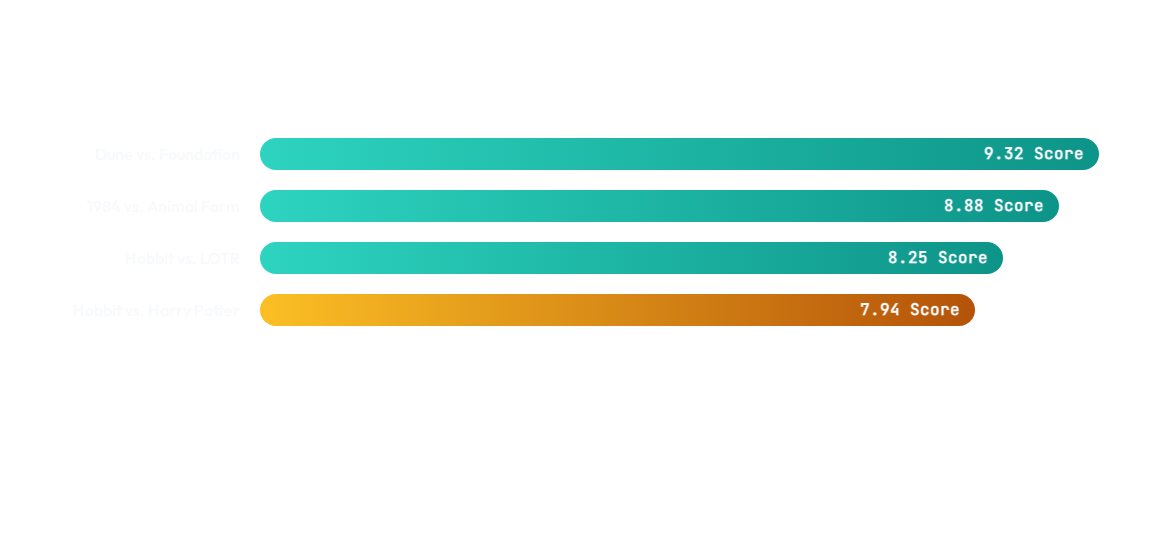 Dune vs. Foundation 9.32 Score
1984 vs. Animal Farm 8.88 Score
Hobbit vs. LOTR 8.25 Score
Hobbit vs. Harry Potter 7.94 Score